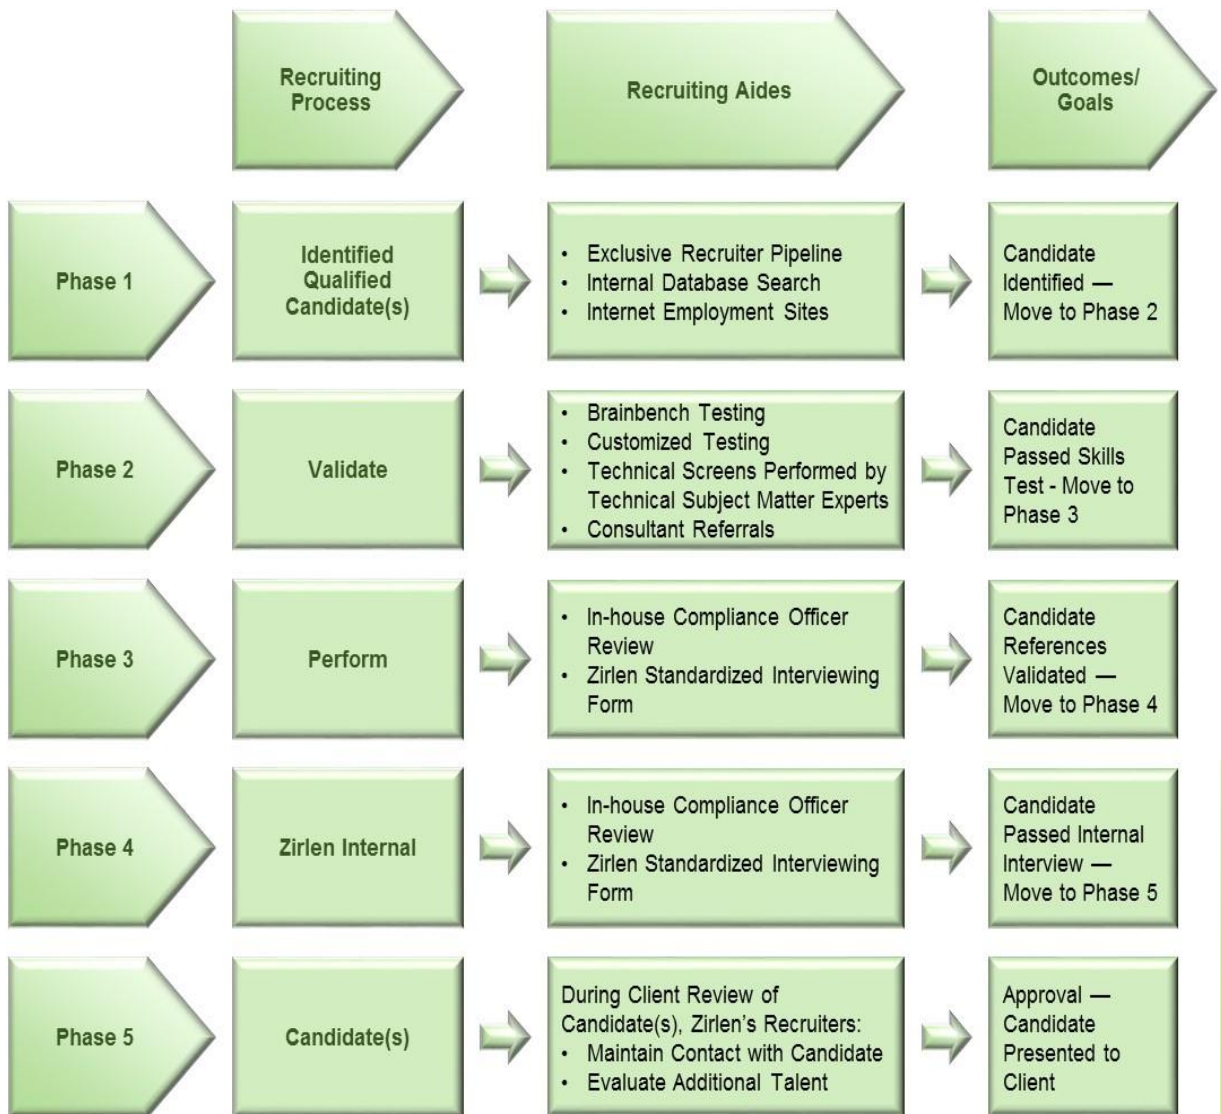 Recruiting
Process
Recruiting Aides
Outcomes/
Goals
Phase 1
Identified
Qualified
Candidate(s)
• Exclusive Recruiter Pipeline
• Internal Database Search
• Internet Employment Sites
Candidate
Identified —
Move to Phase 2
Phase 2
Validate
• Brainbench Testing
• Customized Testing
• Technical Screens Performed by
Technical Subject Matter Experts
• Consultant Referrals
Candidate
Passed Skills
Test - Move to
Phase 3
Phase 3
Perform
• In-house Compliance Officer
Review
• Zirlen Standardized Interviewing
Form
Candidate
References
Validated —
Move to Phase 4
Phase 4
Zirlen Internal
• In-house Compliance Officer
Review
• Zirlen Standardized Interviewing
Form
Candidate
Passed Internal
Interview —
Move to Phase 5
Phase 5
Candidate(s)
During Client Review of
Candidate(s), Zirlen's Recruiters:
• Maintain Contact with Candidate
• Evaluate Additional Talent
Approval —
Candidate
Presented to
Client